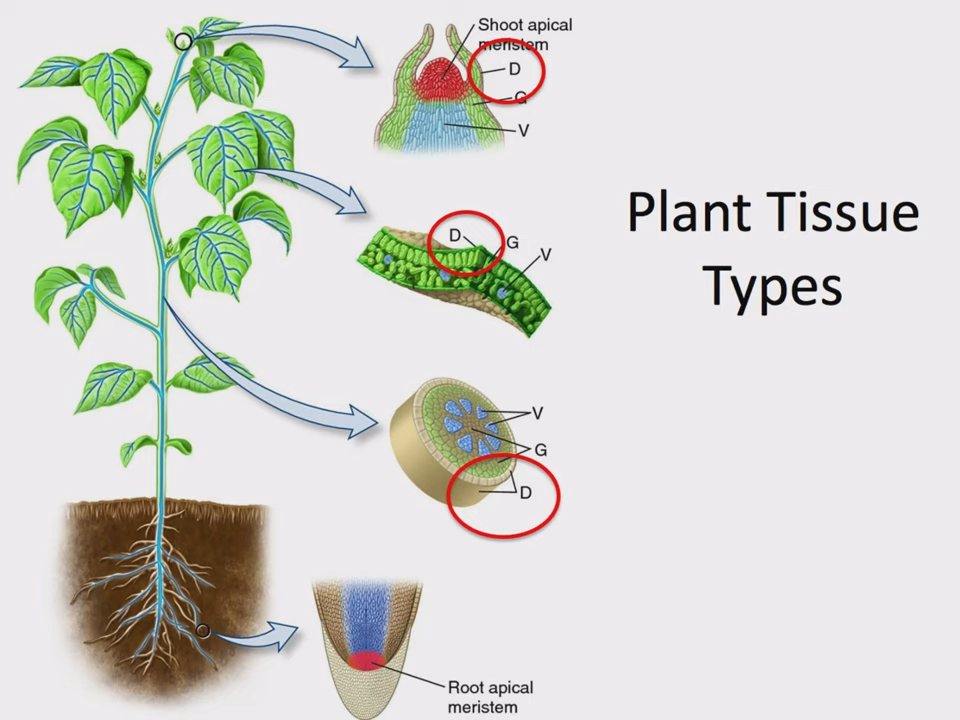 Shoot apical
meristem
D
G
V
Plant Tissue
Types
D
G
V
V
G
D
Root apical
meristem